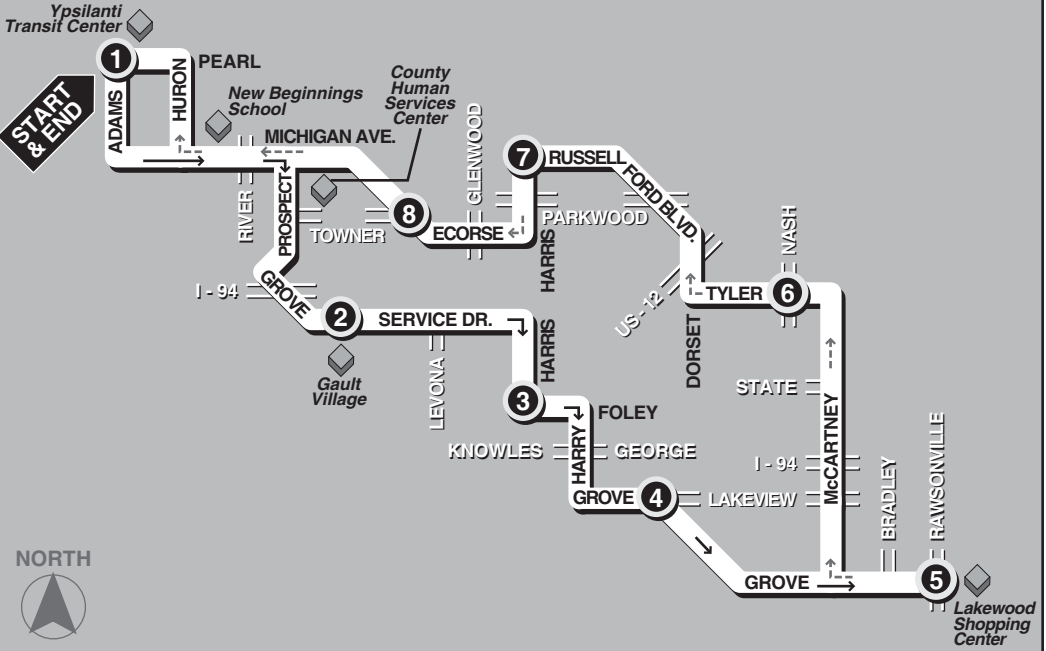 Ypsilanti
Transit Center
1
PEARL
HURON
ADAMS
START
& END
New Beginnings
School
County
Human
Services
Center
MICHIGAN AVE.
GLENWOOD
7
RUSSELL
FORD BLVD.
RIVER
PROSPECT
TOWNER
8
ECORSE
PARKWOOD
HARRIS
NASH
I - 94
GROVE
2
SERVICE DR.
HARRIS
US - 12
TYLER
6
DORSET
Gault
Village
LEVONA
3
FOLEY
STATE
McCARTNEY
KNOWLES
HARRY
GEORGE
I - 94
BRADLEY
RAWSONVILLE
GROVE
4
LAKEVIEW
NORTH
GROVE
5
Lakewood
Shopping
Center